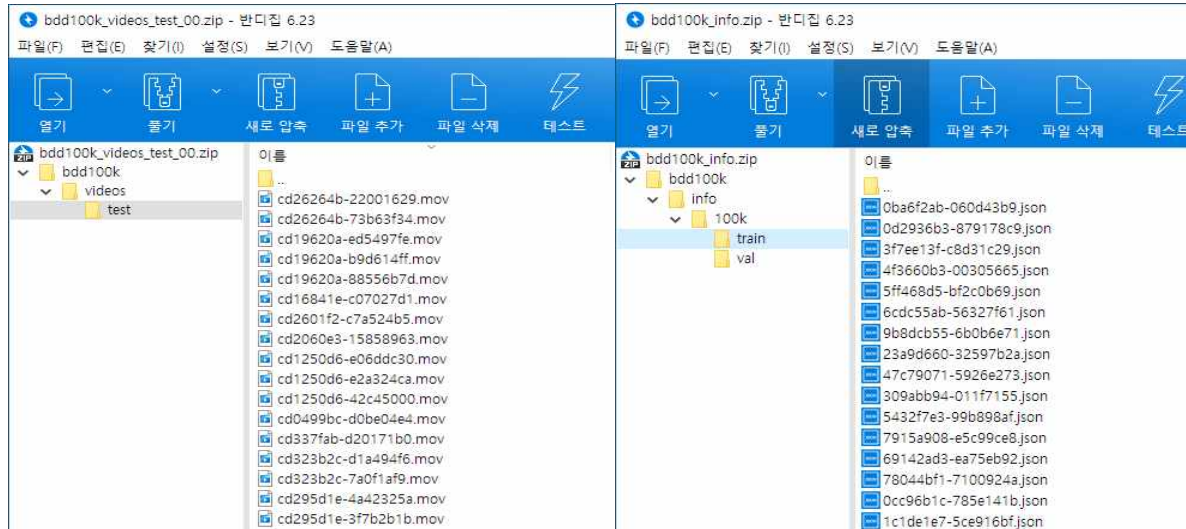 bdd100k_videos_test_00.zip - 반디집 6.23
파일(F) 편집(E) 찾기(I) 설정(S) 보기(V) 도움말(A)
열기 풀기 새로 압축 파일 추가 파일 삭제 테스트
bdd100k_videos_test_00.zip
bdd100k
videos
test
이름
..
cd26264b-22001629.mov
cd26264b-73b63f34.mov
cd19620a-ed5497fe.mov
cd19620a-b9d614ff.mov
cd19620a-88556b7d.mov
cd16841e-c07027d1.mov
cd2601f2-c7a524b5.mov
cd2060e3-15858963.mov
cd1250d6-e06ddc30.mov
cd1250d6-e2a324ca.mov
cd1250d6-42c45000.mov
cd0499bc-d0be04e4.mov
cd337fab-d20171b0.mov
cd323b2c-d1a494f6.mov
cd323b2c-7a0f1af9.mov
cd295d1e-4a42325a.mov
cd295d1e-3f7b2b1b.mov
bdd100k_info.zip - 반디집 6.23
파일(F) 편집(E) 찾기(I) 설정(S) 보기(V) 도움말(A)
열기 풀기 새로 압축 파일 추가 파일 삭제 테스트
bdd100k_info.zip
bdd100k
info
100k
train
val
이름
..
0ba6f2ab-060d43b9.json
0d2936b3-879178c9.json
3f7ee13f-c8d31c29.json
4f3660b3-00305665.json
5ff468d5-bf2c0b69.json
6cdc55ab-56327f61.json
9b8dcb55-6b0b6e71.json
23a9d660-32597b2a.json
47c79071-5926e273.json
309abb94-011f7155.json
5432f7e3-99b898af.json
7915a908-e5c99ce8.json
69142ad3-ea75eb92.json
78044bf1-7100924a.json
0cc96b1c-785e141b.json
1c1de1e7-5ce916bf.json